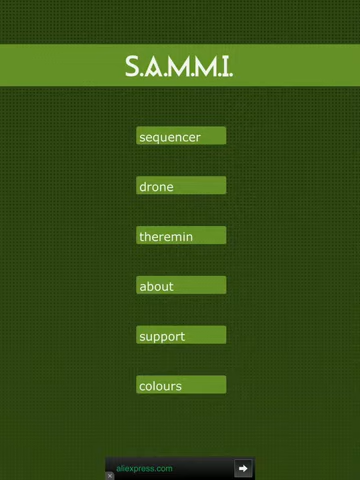 S.A.M.M.I.
sequencer
drone
theremin
about
support
colours
aliexpress.com